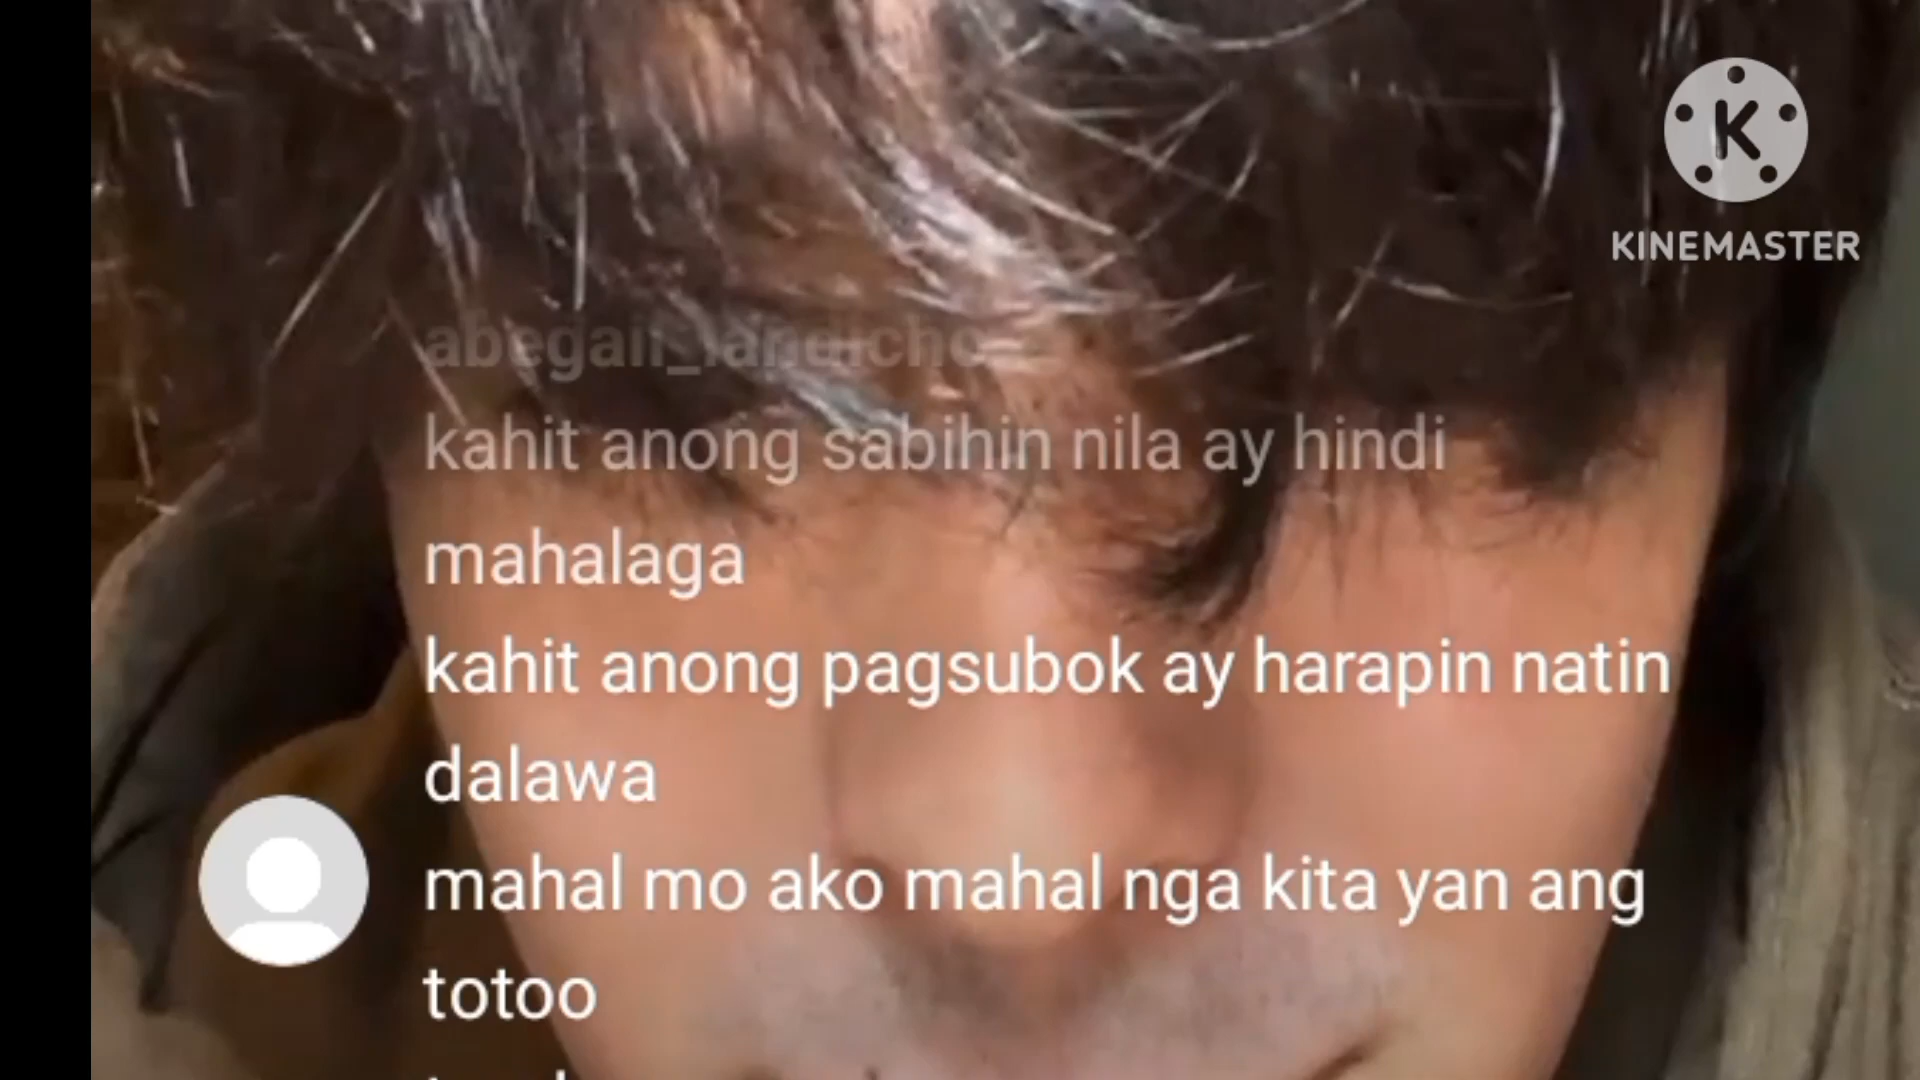 KINEMASTER
kahit anong sabihin nila ay hindi
mahalaga
kahit anong pagsubok ay harapin natin
dalawa
mahal mo ako mahal nga kita yan ang
totoo